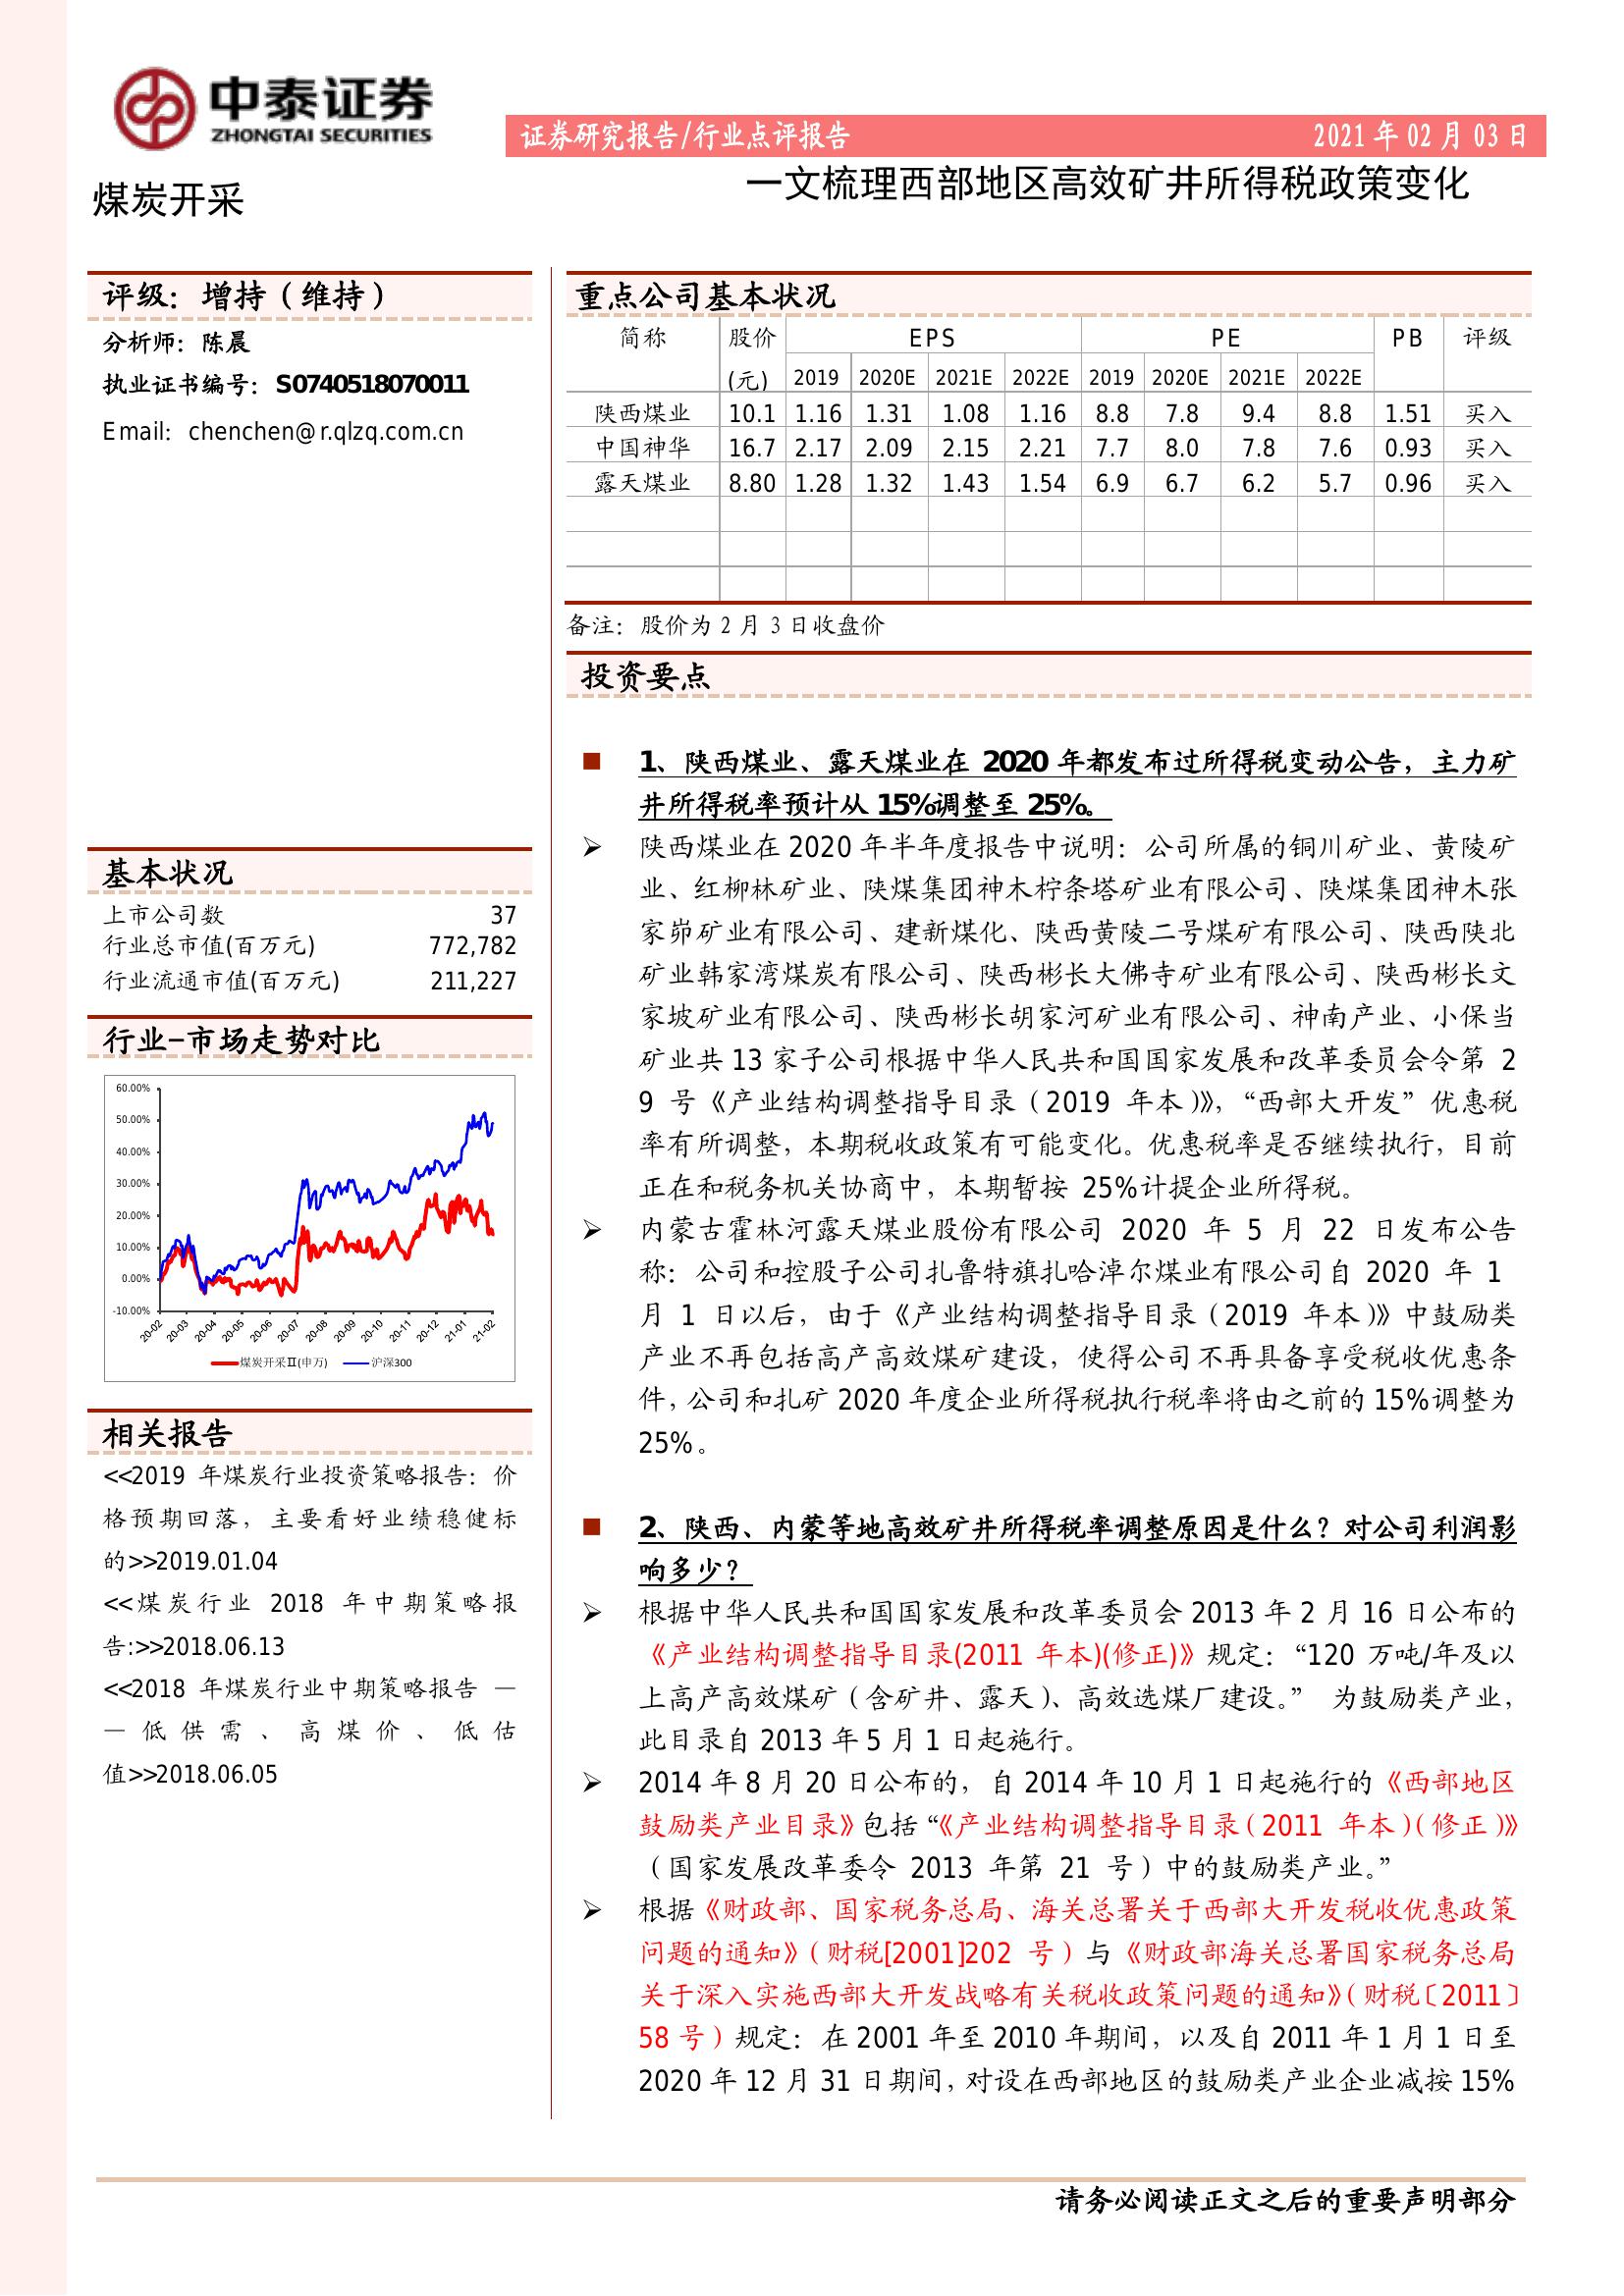 中泰证券
ZHONGTAI SECURITIES
证券研究报告/行业点评报告 2021 年 02 月 03 日
煤炭开采
一文梳理西部地区高效矿井所得税政策变化
评级：增持（维持）
分析师：陈晨
执业证书编号：S0740518070011
Email：chenchen@r.qlzq.com.cn
基本状况
上市公司数 37
行业总市值(百万元) 772,782
行业流通市值(百万元) 211,227
行业-市场走势对比
60.00%
50.00%
40.00%
30.00%
20.00%
10.00%
0.00%
-10.00%
20-02 20-03 20-04 20-05 20-06 20-07 20-08 20-09 20-10 20-11 20-12 21-01 21-02
煤炭开采Ⅱ(申万) 沪深300
相关报告
<<2019 年煤炭行业投资策略报告：价
格预期回落，主要看好业绩稳健标
的>>2019.01.04
<<煤炭行业 2018 年中期策略报
告:>>2018.06.13
<<2018 年煤炭行业中期策略报告 —
—低供需、高煤价、低估
值>>2018.06.05
重点公司基本状况
简称 股价 EPS PE PB 评级
(元) 2019 2020E 2021E 2022E 2019 2020E 2021E 2022E
陕西煤业 10.1 1.16 1.31 1.08 1.16 8.8 7.8 9.4 8.8 1.51 买入
中国神华 16.7 2.17 2.09 2.15 2.21 7.7 8.0 7.8 7.6 0.93 买入
露天煤业 8.80 1.28 1.32 1.43 1.54 6.9 6.7 6.2 5.7 0.96 买入
备注：股价为 2 月 3 日收盘价
投资要点
■ 1、陕西煤业、露天煤业在 2020 年都发布过所得税变动公告，主力矿
井所得税率预计从 15%调整至 25%。
➢ 陕西煤业在 2020 年半年度报告中说明：公司所属的铜川矿业、黄陵矿
业、红柳林矿业、陕煤集团神木柠条塔矿业有限公司、陕煤集团神木张
家峁矿业有限公司、建新煤化、陕西黄陵二号煤矿有限公司、陕西陕北
矿业韩家湾煤炭有限公司、陕西彬长大佛寺矿业有限公司、陕西彬长文
家坡矿业有限公司、陕西彬长胡家河矿业有限公司、神南产业、小保当
矿业共 13 家子公司根据中华人民共和国国家发展和改革委员会令第 2
9 号《产业结构调整指导目录（2019 年本）》，“西部大开发”优惠税
率有所调整，本期税收政策有可能变化。优惠税率是否继续执行，目前
正在和税务机关协商中，本期暂按 25%计提企业所得税。
➢ 内蒙古霍林河露天煤业股份有限公司 2020 年 5 月 22 日发布公告
称：公司和控股子公司扎鲁特旗扎哈淖尔煤业有限公司自 2020 年 1
月 1 日以后，由于《产业结构调整指导目录（2019 年本）》中鼓励类
产业不再包括高产高效煤矿建设，使得公司不再具备享受税收优惠条
件，公司和扎矿 2020 年度企业所得税执行税率将由之前的 15%调整为
25%。
■ 2、陕西、内蒙等地高效矿井所得税率调整原因是什么？对公司利润影
响多少？
➢ 根据中华人民共和国国家发展和改革委员会 2013 年 2 月 16 日公布的
《产业结构调整指导目录(2011 年本)(修正)》规定：“120 万吨/年及以
上高产高效煤矿（含矿井、露天）、高效选煤厂建设。” 为鼓励类产业，
此目录自 2013 年 5 月 1 日起施行。
➢ 2014 年 8 月 20 日公布的，自 2014 年 10 月 1 日起施行的《西部地区
鼓励类产业目录》包括“《产业结构调整指导目录（2011 年本）（修正）》
（国家发展改革委令 2013 年第 21 号）中的鼓励类产业。”
➢ 根据《财政部、国家税务总局、海关总署关于西部大开发税收优惠政策
问题的通知》（财税[2001]202 号）与《财政部海关总署国家税务总局
关于深入实施西部大开发战略有关税收政策问题的通知》（财税〔2011〕
58 号）规定：在 2001 年至 2010 年期间，以及自 2011 年 1 月 1 日至
2020 年 12 月 31 日期间，对设在西部地区的鼓励类产业企业减按 15%
请务必阅读正文之后的重要声明部分